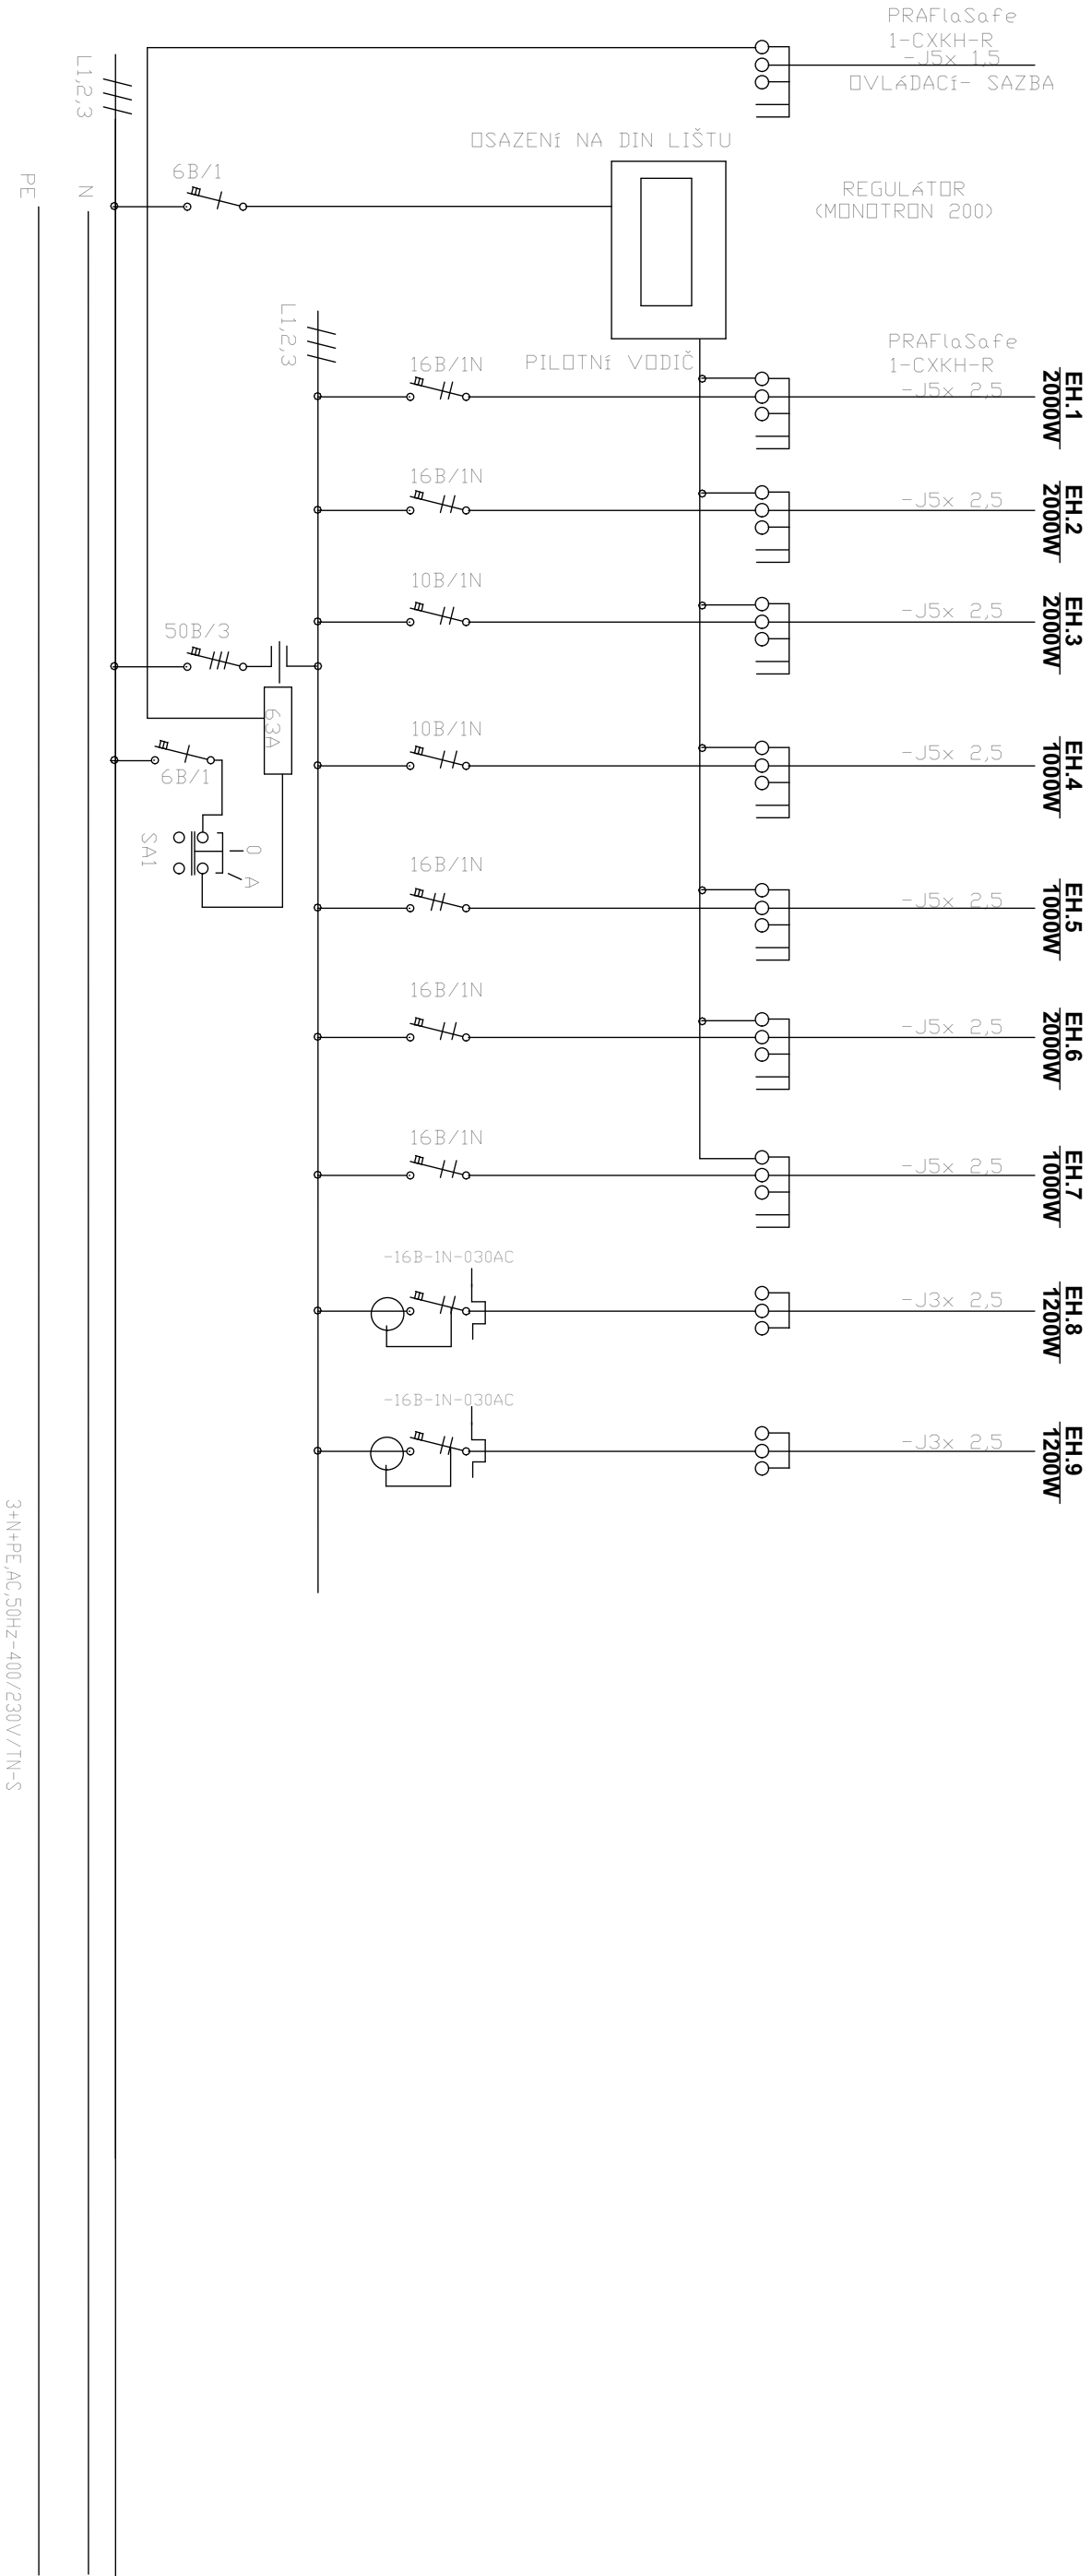 PRAFlaSafe
1-CXKH-R
-J5x 1,5
OVLÁDACÍ- SAZBA
L1,2,3
OSAZENÍ NA DIN LIŠTU
6B/1
PE
N
REGULÁTOR
(MONOTRON 200)
L1,2,3
PRAFlaSafe
1-CXKH-R
-J5x 2,5
16B/1N
PILOTNÍ VODIČ
EH.1
2000W
16B/1N
-J5x 2,5
EH.2
2000W
10B/1N
-J5x 2,5
EH.3
2000W
50B/3
63A
10B/1N
-J5x 2,5
EH.4
1000W
6B/1
SA1
0
A
16B/1N
-J5x 2,5
EH.5
1000W
16B/1N
-J5x 2,5
EH.6
2000W
16B/1N
-J5x 2,5
EH.7
1000W
-16B-1N-030AC
-J3x 2,5
EH.8
1200W
-16B-1N-030AC
-J3x 2,5
EH.9
1200W
3+N+PE,AC,50Hz-400/230V/TN-S